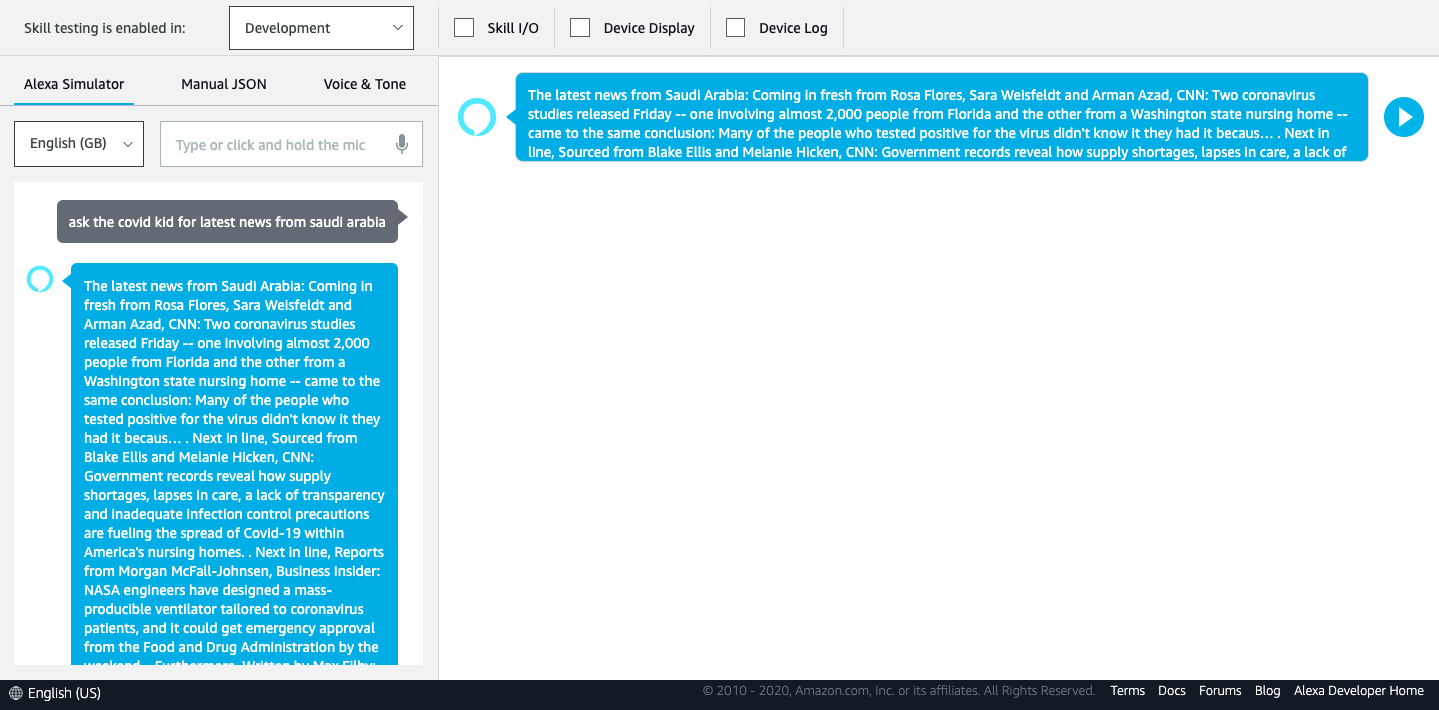 Skill testing is enabled in:
Development
Skill I/O
Device Display
Device Log
Alexa Simulator
Manual JSON
Voice & Tone
English (GB)
Type or click and hold the mic
ask the covid kid for latest news from saudi arabia
The latest news from Saudi Arabia: Coming in
fresh from Rosa Flores, Sara Weisfeldt and
Arman Azad, CNN: Two coronavirus studies
released Friday -- one involving almost 2,000
people from Florida and the other from a
Washington state nursing home -- came to the
same conclusion: Many of the people who
tested positive for the virus didn't know it they
had it becaus… . Next in line, Sourced from
Blake Ellis and Melanie Hicken, CNN:
Government records reveal how supply
shortages, lapses in care, a lack of transparency
and inadequate infection control precautions
are fueling the spread of Covid-19 within
America's nursing homes. . Next in line, Reports
from Morgan McFall-Johnsen, Business Insider:
NASA engineers have designed a mass-
producible ventilator tailored to coronavirus
patients, and it could get emergency approval
from the Food and Drug Administration by the
weekend. . Furthermore, Written by Max Filby:
The latest news from Saudi Arabia: Coming in fresh from Rosa Flores, Sara Weisfeldt and Arman Azad, CNN: Two coronavirus
studies released Friday -- one involving almost 2,000 people from Florida and the other from a Washington state nursing home --
came to the same conclusion: Many of the people who tested positive for the virus didn't know it they had it becaus… . Next in
line, Sourced from Blake Ellis and Melanie Hicken, CNN: Government records reveal how supply shortages, lapses in care, a lack of
English (US)
© 2010 - 2020, Amazon.com, Inc. or its affiliates. All Rights Reserved.
Terms
Docs
Forums
Blog
Alexa Developer Home